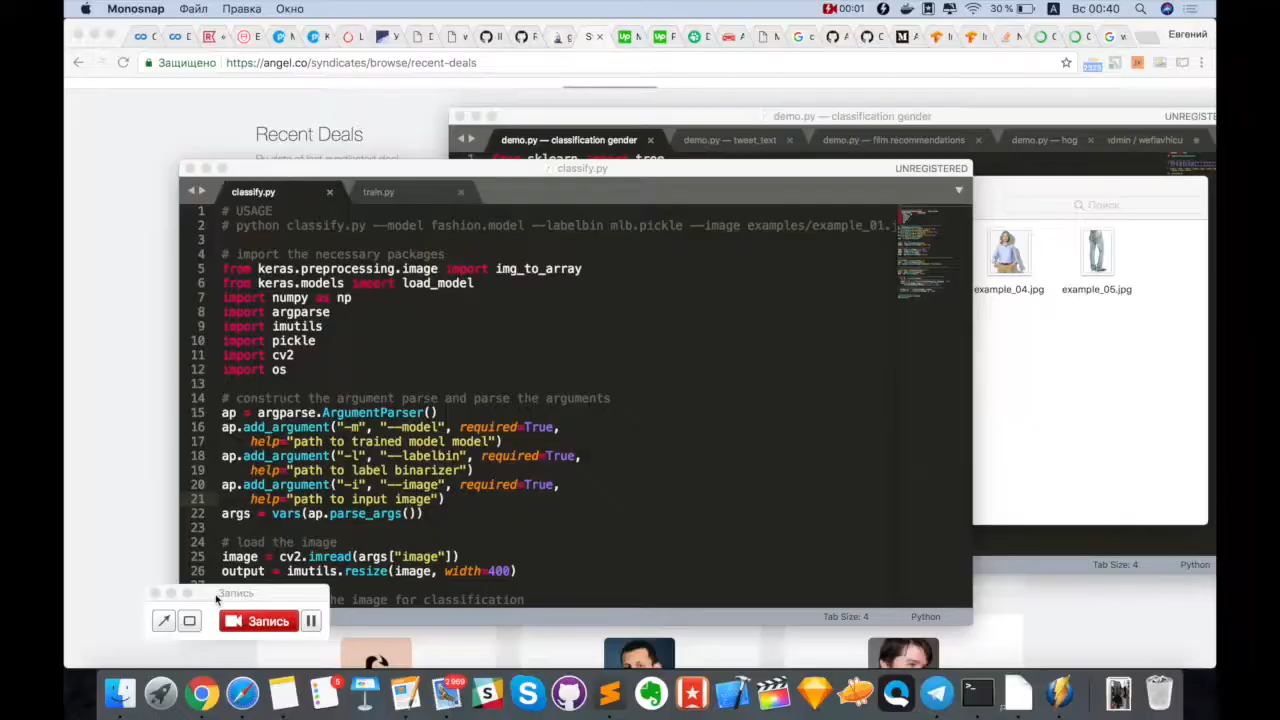 Monosnap Файл Правка Окно 00:01 30 % A Вс 00:40
Евгений
Защищено https://angel.co/syndicates/browse/recent-deals
Recent Deals
demo.py — classification gender UNREGISTE
demo.py — classification gender demo.py — tweet_text demo.py — film recommendations demo.py — hog
classify.py UNREGISTERED
classify.py train.py
Поиск
1 # USAGE
2 # python classify.py --model fashion.model --labelbin mlb.pickle --image examples/example_01.j
3
4 # import the necessary packages
5 from keras.preprocessing.image import img_to_array
6 from keras.models import load_model
7 import numpy as np
8 import argparse
9 import imutils
10 import pickle
11 import cv2
12 import os
13
14 # construct the argument parse and parse the arguments
15 ap = argparse.ArgumentParser()
16 ap.add_argument("-m", "--model", required=True,
17 help="path to trained model model")
18 ap.add_argument("-l", "--labelbin", required=True,
19 help="path to label binarizer")
20 ap.add_argument("-i", "--image", required=True,
21 help="path to input image")
22 args = vars(ap.parse_args())
23
24 # load the image
25 image = cv2.imread(args["image"])
26 output = imutils.resize(image, width=400)
the image for classification
example_04.jpg example_05.jpg
Tab Size: 4 Python
Запись
Запись
Tab Size: 4 Python
5 2969